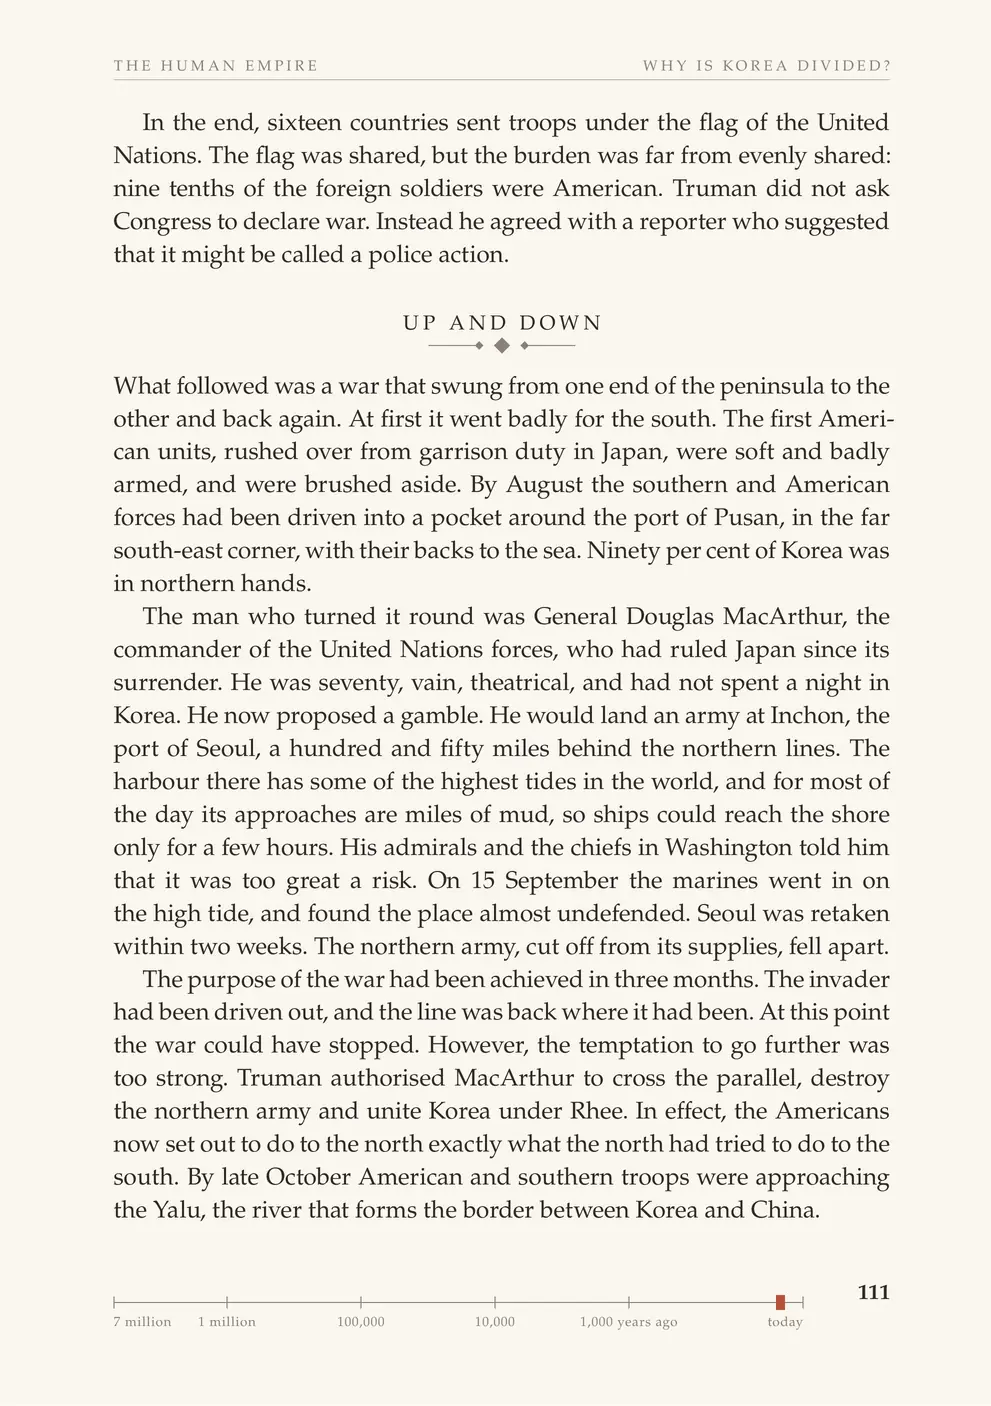 THE HUMAN EMPIRE
WHY IS KOREA DIVIDED?
In the end, sixteen countries sent troops under the flag of the United
Nations. The flag was shared, but the burden was far from evenly shared:
nine tenths of the foreign soldiers were American. Truman did not ask
Congress to declare war. Instead he agreed with a reporter who suggested
that it might be called a police action.
UP AND DOWN
What followed was a war that swung from one end of the peninsula to the
other and back again. At first it went badly for the south. The first Ameri-
can units, rushed over from garrison duty in Japan, were soft and badly
armed, and were brushed aside. By August the southern and American
forces had been driven into a pocket around the port of Pusan, in the far
south-east corner, with their backs to the sea. Ninety per cent of Korea was
in northern hands.
The man who turned it round was General Douglas MacArthur, the
commander of the United Nations forces, who had ruled Japan since its
surrender. He was seventy, vain, theatrical, and had not spent a night in
Korea. He now proposed a gamble. He would land an army at Inchon, the
port of Seoul, a hundred and fifty miles behind the northern lines. The
harbour there has some of the highest tides in the world, and for most of
the day its approaches are miles of mud, so ships could reach the shore
only for a few hours. His admirals and the chiefs in Washington told him
that it was too great a risk. On 15 September the marines went in on
the high tide, and found the place almost undefended. Seoul was retaken
within two weeks. The northern army, cut off from its supplies, fell apart.
The purpose of the war had been achieved in three months. The invader
had been driven out, and the line was back where it had been. At this point
the war could have stopped. However, the temptation to go further was
too strong. Truman authorised MacArthur to cross the parallel, destroy
the northern army and unite Korea under Rhee. In effect, the Americans
now set out to do to the north exactly what the north had tried to do to the
south. By late October American and southern troops were approaching
the Yalu, the river that forms the border between Korea and China.
111
7 million 1 million 100,000 10,000 1,000 years ago today